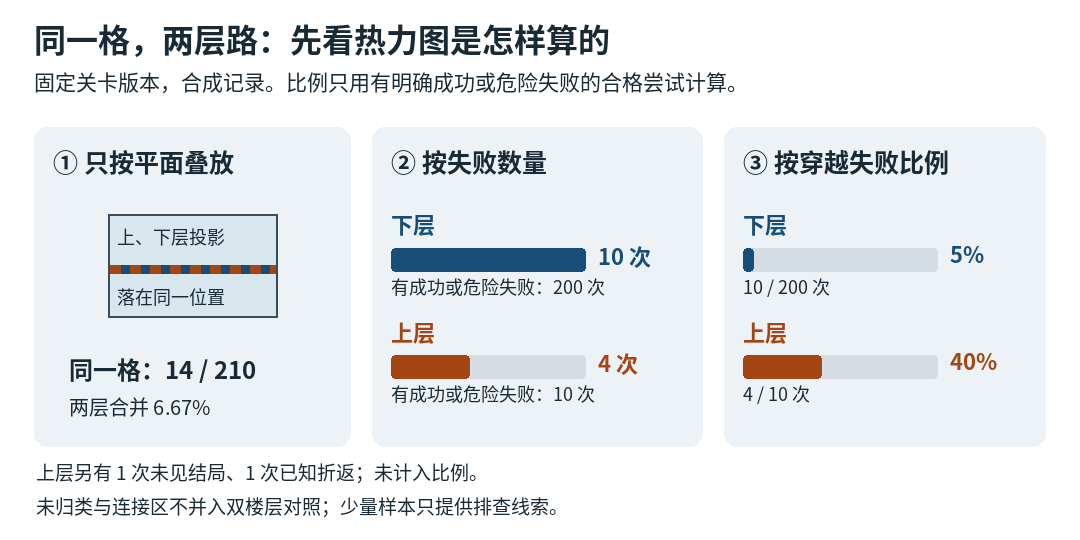 同一格，两层路：先看热力图是怎样算的
固定关卡版本，合成记录。比例只用有明确成功或危险失败的合格尝试计算。
① 只按平面叠放
上、下层投影
落在同一位置
同一格：14 / 210
两层合并 6.67%
② 按失败数量
下层
10 次
有成功或危险失败：200 次
上层
4 次
有成功或危险失败：10 次
③ 按穿越失败比例
下层
5%
10 / 200 次
上层
40%
4 / 10 次
上层另有 1 次未见结局、1 次已知折返；未计入比例。
未归类与连接区不并入双楼层对照；少量样本只提供排查线索。